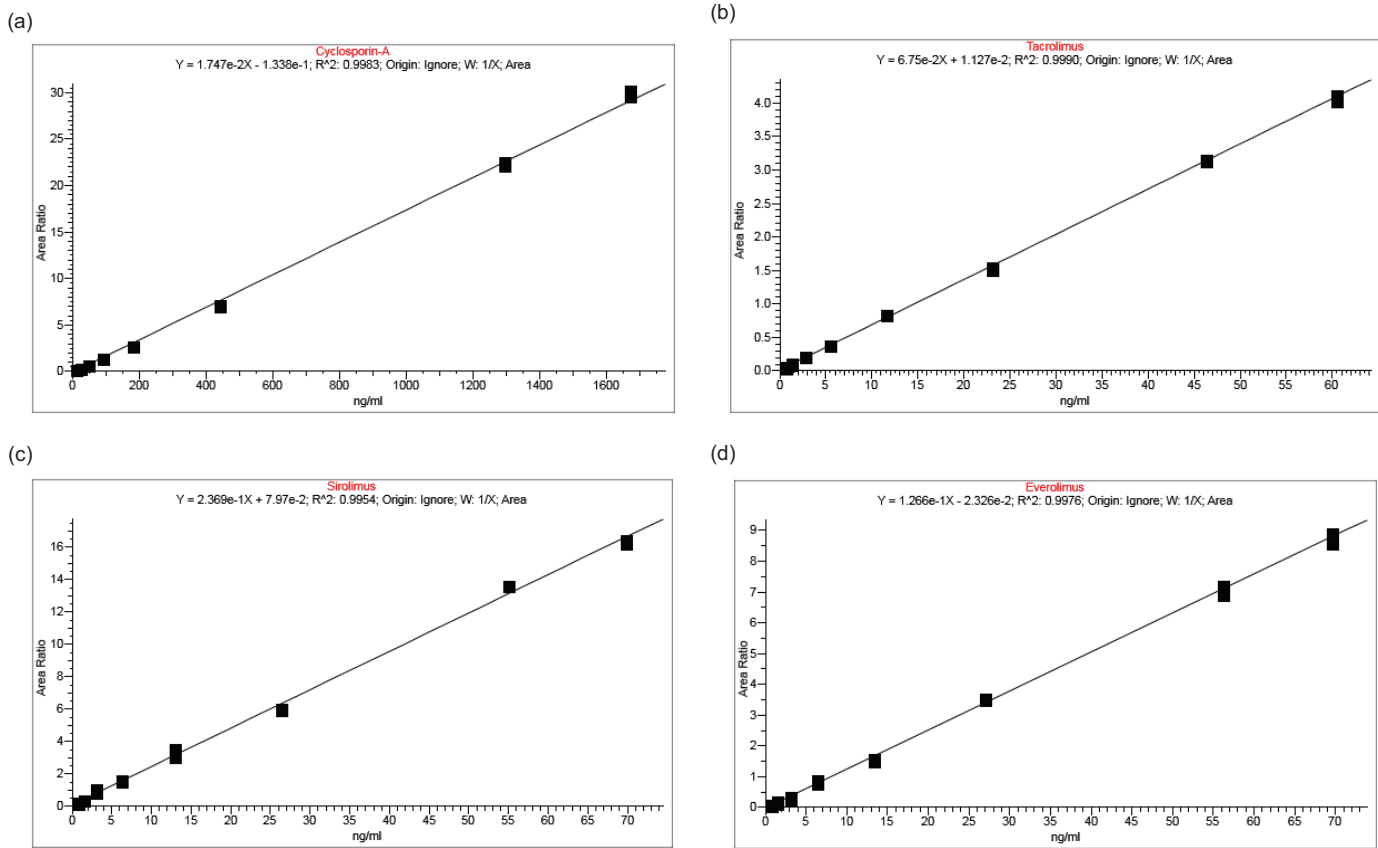 (a)
Cyclosporin-A
Y = 1.747e-2X - 1.338e-1; R^2: 0.9983; Origin: Ignore; W: 1/X; Area
30
20
10
5
0
Area Ratio
0 200 400 600 800 1000 1200 1400 1600
ng/ml
(b)
Tacrolimus
Y = 6.75e-2X + 1.127e-2; R^2: 0.9990; Origin: Ignore; W: 1/X; Area
4.0
3.5
3.0
2.5
2.0
1.5
1.0
0.5
0.0
Area Ratio
0 5 10 15 20 25 30 35 40 45 50 55 60
ng/ml
(c)
Sirolimus
Y = 2.369e-1X + 7.97e-2; R^2: 0.9954; Origin: Ignore; W: 1/X; Area
16
14
12
8
6
4
2
0
Area Ratio
0 5 10 15 20 25 30 35 40 45 50 55 60 65 70
ng/ml
(d)
Everolimus
Y = 1.266e-1X - 2.326e-2; R^2: 0.9976; Origin: Ignore; W: 1/X; Area
9
8
7
6
5
4
3
2
1
0
Area Ratio
0 5 10 15 20 25 30 35 40 45 50 55 60 65 70
ng/ml